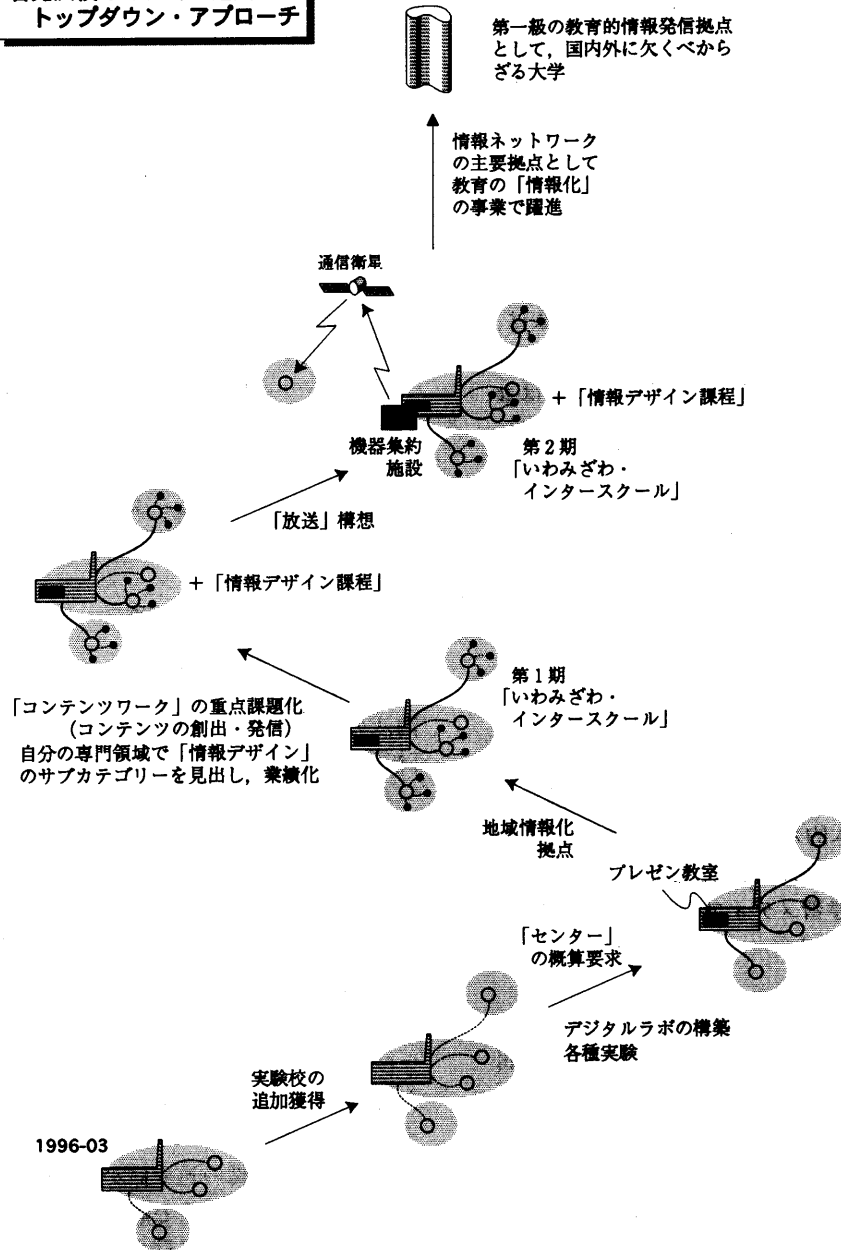 トップダウン・アプローチ
第一級の教育的情報発信拠点
として，国内外に欠くべから
ざる大学
情報ネットワーク
の主要拠点として
教育の「情報化」
の事業で躍進
通信衛星
＋「情報デザイン課程」
機器集約
施設
第２期
「いわみざわ・
インタースクール」
「放送」構想
＋「情報デザイン課程」
「コンテンツワーク」の重点課題化
（コンテンツの創出・発信）
自分の専門領域で「情報デザイン」
のサブカテゴリーを見出し，業績化
第１期
「いわみざわ・
インタースクール」
地域情報化
拠点
プレゼン教室
「センター」
の概算要求
デジタルラボの構築
各種実験
実験校の
追加獲得
1996-03